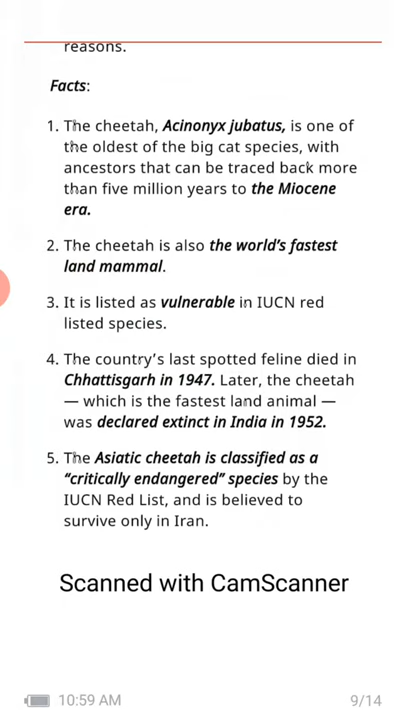 reasons.
Facts:
1. The cheetah, Acinonyx jubatus, is one of
the oldest of the big cat species, with
ancestors that can be traced back more
than five million years to the Miocene
era.
2. The cheetah is also the world's fastest
land mammal.
3. It is listed as vulnerable in IUCN red
listed species.
4. The country's last spotted feline died in
Chhattisgarh in 1947. Later, the cheetah
— which is the fastest land animal —
was declared extinct in India in 1952.
5. The Asiatic cheetah is classified as a
“critically endangered” species by the
IUCN Red List, and is believed to
survive only in Iran.
Scanned with CamScanner
10:59 AM 9/14